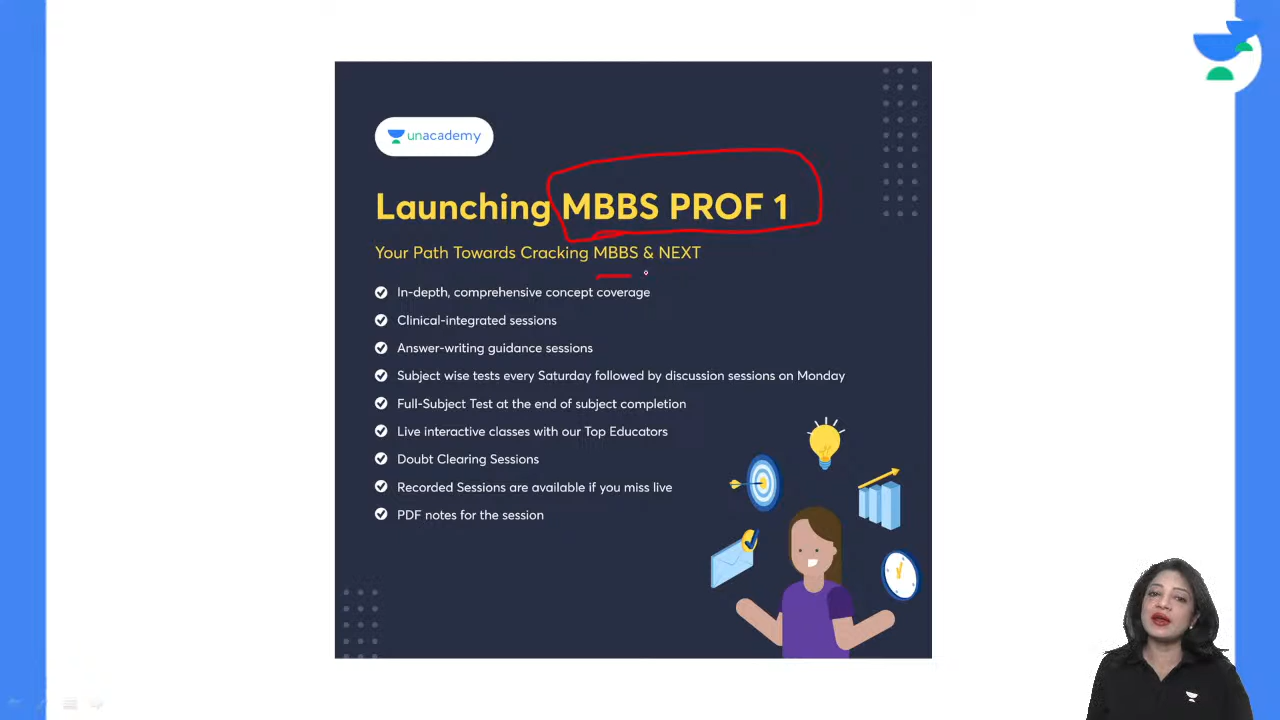 unacademy
Launching MBBS PROF 1
Your Path Towards Cracking MBBS & NEXT
In-depth, comprehensive concept coverage
Clinical-integrated sessions
Answer-writing guidance sessions
Subject wise tests every Saturday followed by discussion sessions on Monday
Full-Subject Test at the end of subject completion
Live interactive classes with our Top Educators
Doubt Clearing Sessions
Recorded Sessions are available if you miss live
PDF notes for the session